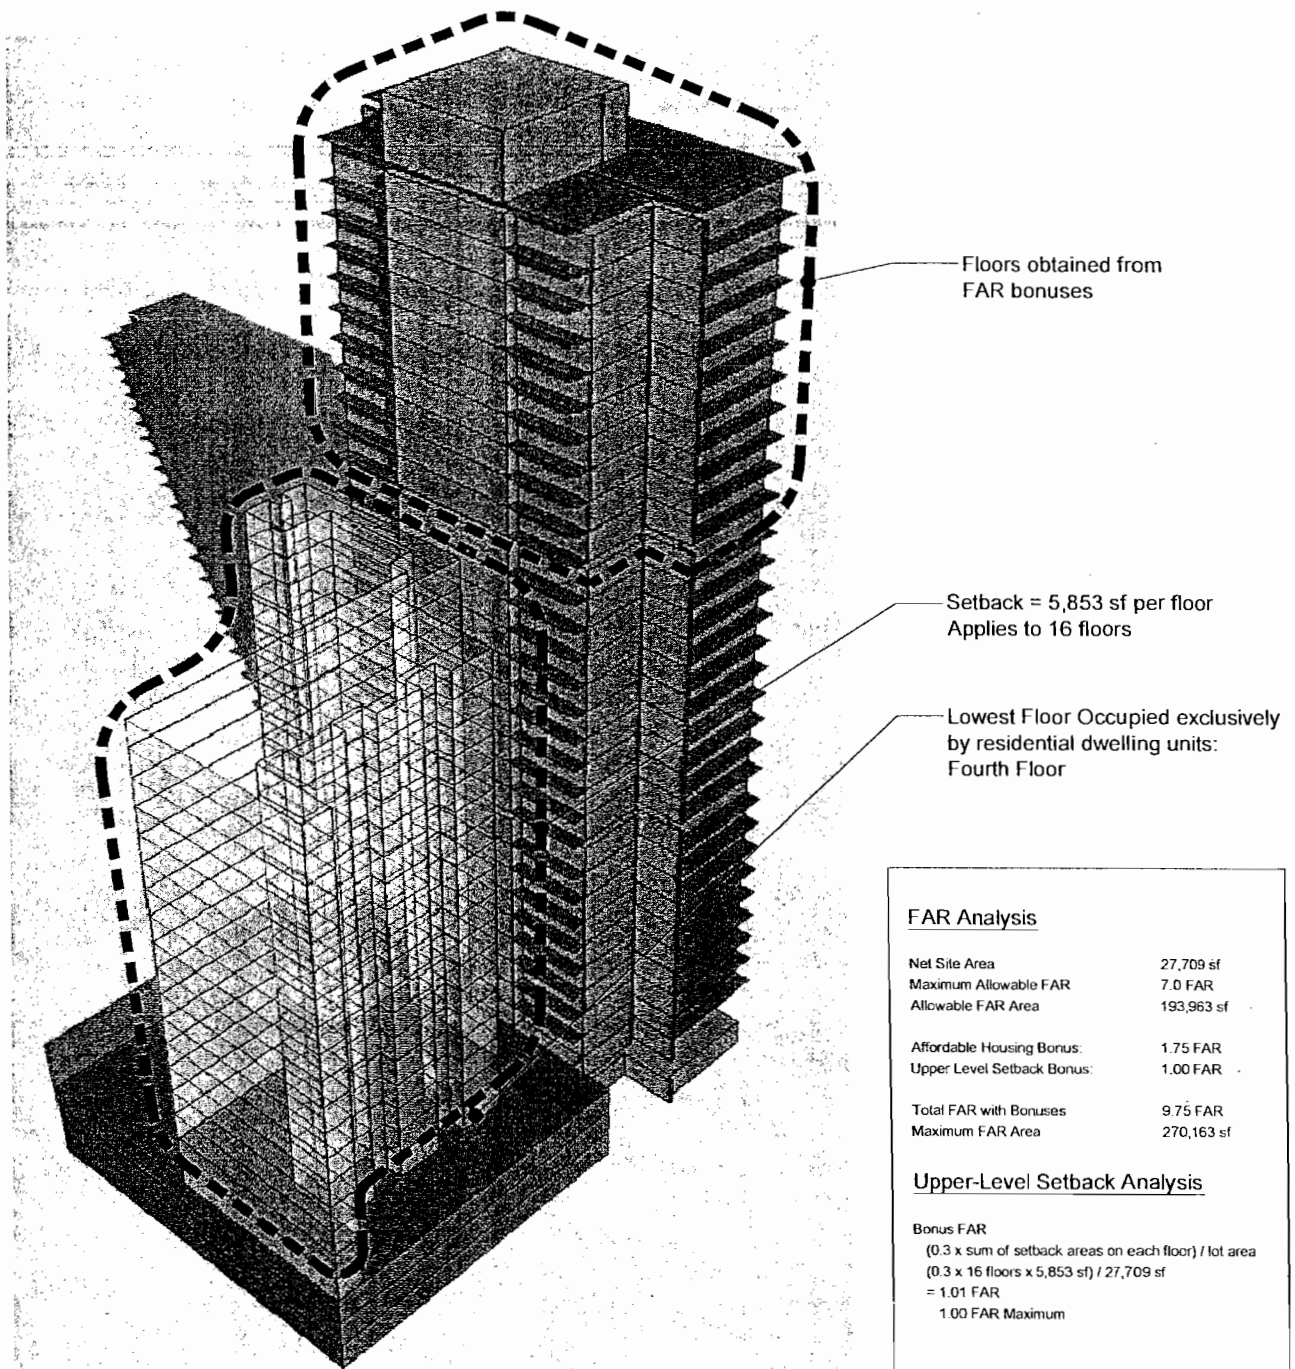 Floors obtained from
FAR bonuses
Setback = 5,853 sf per floor
Applies to 16 floors
Lowest Floor Occupied exclusively
by residential dwelling units:
Fourth Floor
FAR Analysis
Net Site Area 27,709 sf
Maximum Allowable FAR 7.0 FAR
Allowable FAR Area 193,963 sf
Affordable Housing Bonus: 1.75 FAR
Upper Level Setback Bonus: 1.00 FAR
Total FAR with Bonuses 9.75 FAR
Maximum FAR Area 270,163 sf
Upper-Level Setback Analysis
Bonus FAR
(0.3 x sum of setback areas on each floor) / lot area
(0.3 x 16 floors x 5,853 sf) / 27,709 sf
= 1.01 FAR
1.00 FAR Maximum